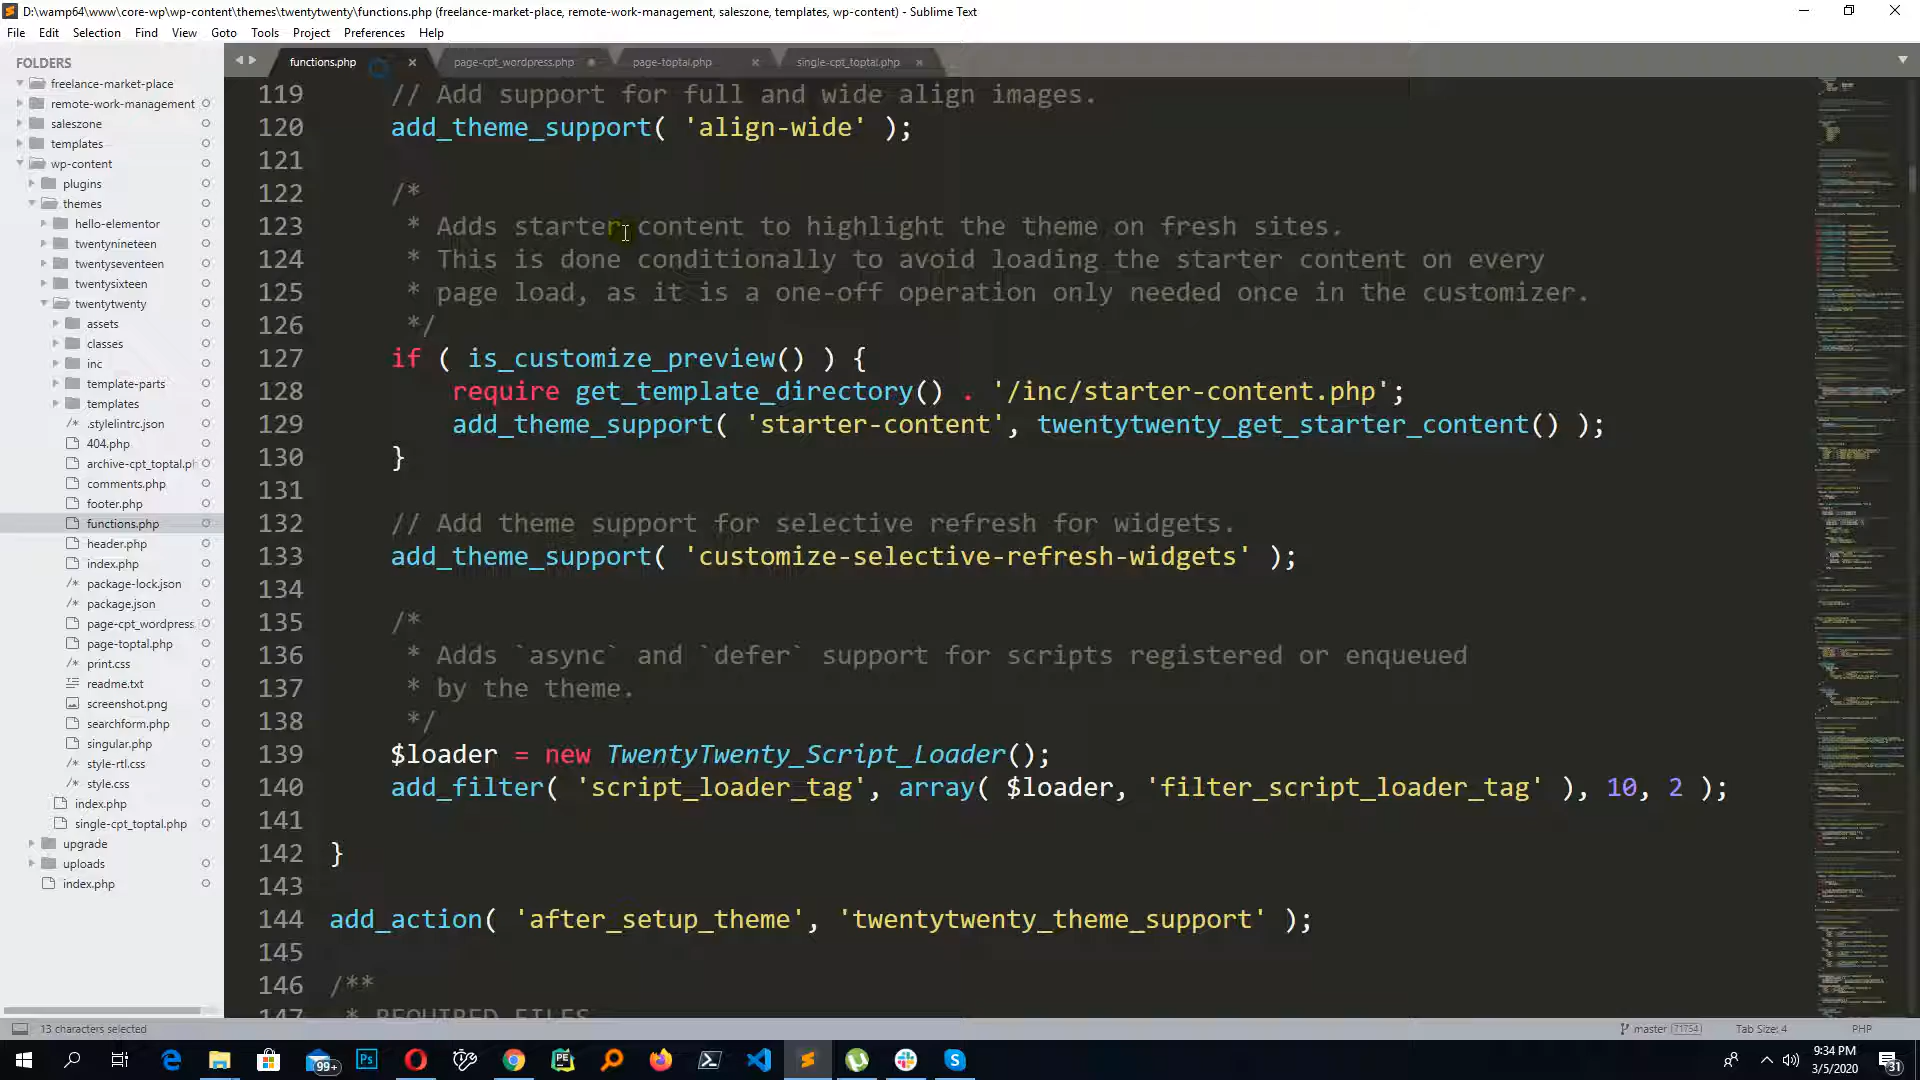 D:\wamp64\www\core-wp\wp-content\themes\twentytwenty\functions.php (freelance-market-place, remote-work-management, saleszone, templates, wp-content) - Sublime Text
File Edit Selection Find View Goto Tools Project Preferences Help
FOLDERS
freelance-market-place
remote-work-management
saleszone
templates
wp-content
plugins
themes
hello-elementor
twentynineteen
twentyseventeen
twentysixteen
twentytwenty
assets
classes
inc
template-parts
templates
/* .stylelintrc.json
404.php
archive-cpt_toptal.ph
comments.php
footer.php
functions.php
header.php
index.php
/* package-lock.json
/* package.json
page-cpt_wordpress.
page-toptal.php
/* print.css
readme.txt
screenshot.png
searchform.php
singular.php
/* style-rtl.css
/* style.css
index.php
single-cpt_toptal.php
upgrade
uploads
index.php
functions.php page-cpt_wordpress.php page-toptal.php single-cpt_toptal.php
119 // Add support for full and wide align images.
120 add_theme_support( 'align-wide' );
121
122 /*
123 * Adds starter content to highlight the theme on fresh sites.
124 * This is done conditionally to avoid loading the starter content on every
125 * page load, as it is a one-off operation only needed once in the customizer.
126 */
127 if ( is_customize_preview() ) {
128 require get_template_directory() . '/inc/starter-content.php';
129 add_theme_support( 'starter-content', twentytwenty_get_starter_content() );
130 }
131
132 // Add theme support for selective refresh for widgets.
133 add_theme_support( 'customize-selective-refresh-widgets' );
134
135 /*
136 * Adds `async` and `defer` support for scripts registered or enqueued
137 * by the theme.
138 */
139 $loader = new TwentyTwenty_Script_Loader();
140 add_filter( 'script_loader_tag', array( $loader, 'filter_script_loader_tag' ), 10, 2 );
141
142 }
143
144 add_action( 'after_setup_theme', 'twentytwenty_theme_support' );
145
146 /**
147 * REQUIRED FILES
13 characters selected
master 71754 Tab Size: 4 PHP
99+
9:34 PM
3/5/2020
31